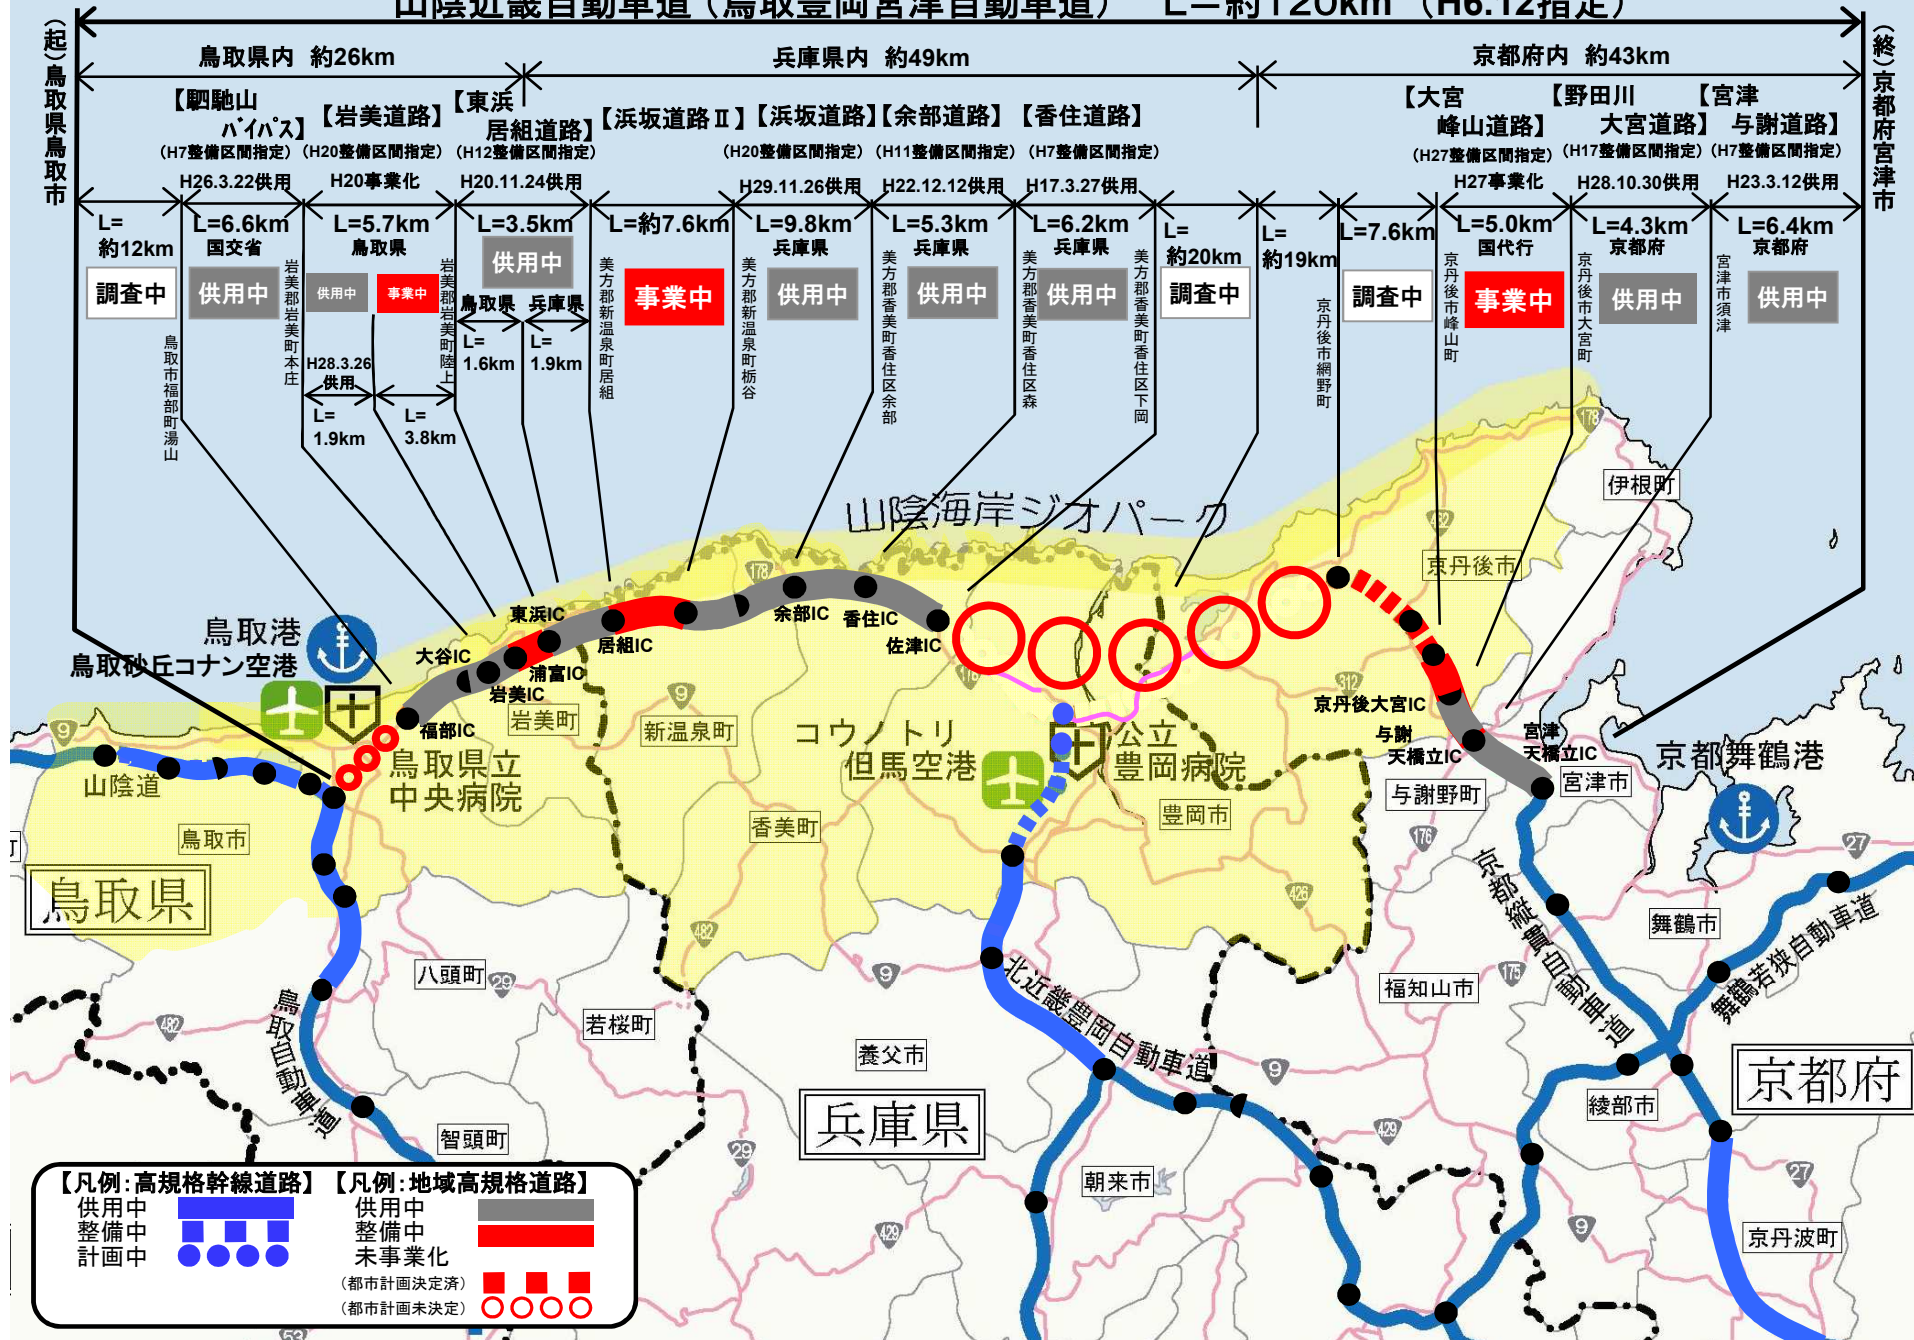 山陰近畿自動車道（鳥取豊岡宮津自動車道）　L＝約120km （H6.12指定）
（起）鳥取県鳥取市
（終）京都府宮津市
鳥取県内 約26km
兵庫県内 約49km
京都府内 約43km
【駟馳山
バイパス】
(H7整備区間指定)
H26.3.22供用
【岩美道路】
(H20整備区間指定)
H20事業化
【東浜
居組道路】
(H12整備区間指定)
H20.11.24供用
【浜坂道路Ⅱ】
【浜坂道路】
(H20整備区間指定)
H29.11.26供用
【余部道路】
(H11整備区間指定)
H22.12.12供用
【香住道路】
(H7整備区間指定)
H17.3.27供用
【大宮
峰山道路】
(H27整備区間指定)
H27事業化
【野田川
大宮道路】
(H17整備区間指定)
H28.10.30供用
【宮津
与謝道路】
(H7整備区間指定)
H23.3.12供用
L=
約12km
調査中
L=6.6km
国交省
供用中
L=5.7km
鳥取県
供用中
事業中
H28.3.26
供用
L=
1.9km
L=
3.8km
L=3.5km
供用中
鳥取県
兵庫県
L=
1.6km
L=
1.9km
L=約7.6km
事業中
L=9.8km
兵庫県
供用中
L=5.3km
兵庫県
供用中
L=6.2km
兵庫県
供用中
L=
約20km
調査中
L=
約19km
L=7.6km
調査中
L=5.0km
国代行
事業中
L=4.3km
京都府
供用中
L=6.4km
京都府
供用中
鳥取市福部町湯山
岩美郡岩美町本庄
岩美郡岩美町陸上
美方郡新温泉町居組
美方郡新温泉町栃谷
美方郡香美町香住区余部
美方郡香美町香住区森
美方郡香美町香住区下岡
京丹後市網野町
京丹後市峰山町
京丹後市大宮町
宮津市須津
山陰海岸ジオパーク
178
伊根町
482
京丹後市
178
鳥取港
鳥取砂丘コナン空港
東浜IC
大谷IC
居組IC
浦富IC
岩美IC
福部IC
余部IC
香住IC
佐津IC
178
312
京丹後大宮IC
与謝
天橋立IC
宮津
天橋立IC
9
岩美町
新温泉町
9
山陰道
鳥取県立
中央病院
コウノトリ
但馬空港
公立
豊岡病院
京都舞鶴港
宮津市
与謝野町
鳥取市
香美町
豊岡市
176
27
鳥取県
426
京都縦貫自動車道
舞鶴市
舞鶴若狭自動車道
482
八頭町
29
9
北近畿豊岡自動車道
福知山市
175
鳥取自動車道
482
若桜町
養父市
9
京都府
綾部市
兵庫県
智頭町
29
429
朝来市
27
429
9
京丹波町
53
【凡例：高規格幹線道路】
供用中
整備中
計画中
【凡例：地域高規格道路】
供用中
整備中
未事業化
（都市計画決定済）
（都市計画未決定）